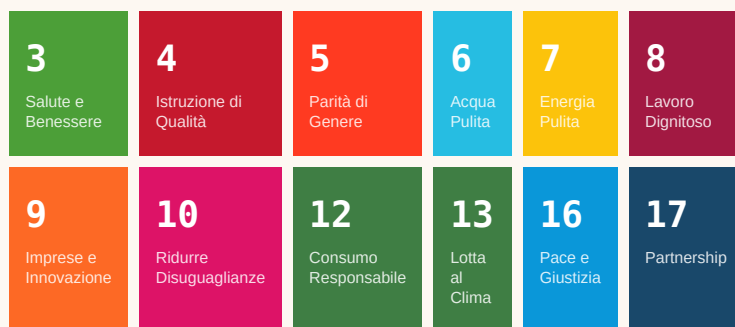 3
Salute e
Benessere
4
Istruzione di
Qualità
5
Parità di
Genere
6
Acqua
Pulita
7
Energia
Pulita
8
Lavoro
Dignitoso
9
Imprese e
Innovazione
10
Ridurre
Disuguaglianze
12
Consumo
Responsabile
13
Lotta
al
Clima
16
Pace e
Giustizia
17
Partnership